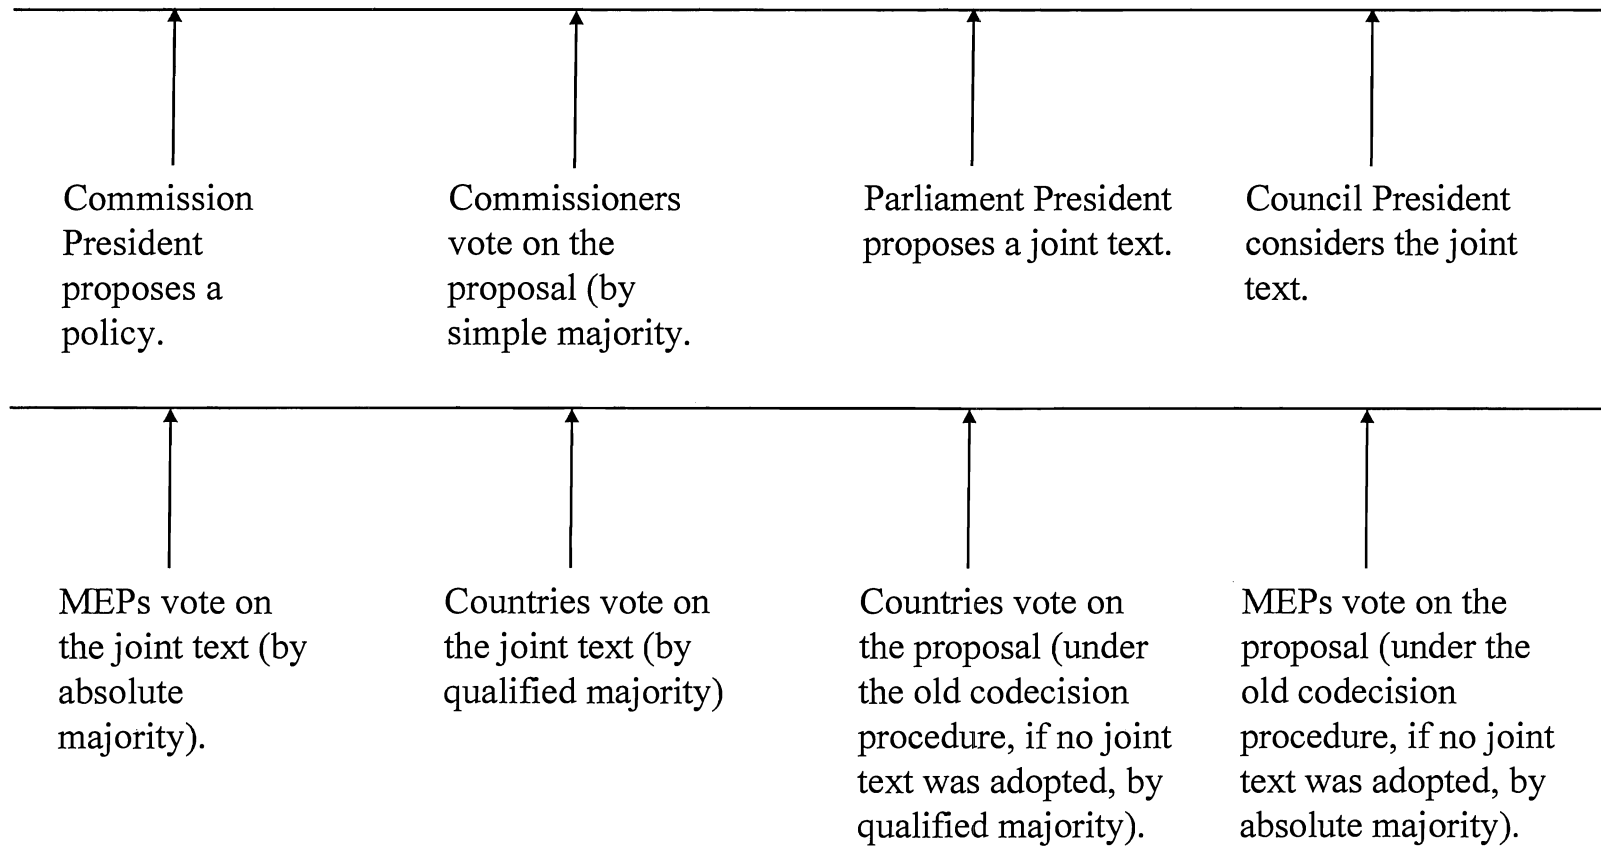 Commission
President
proposes a
policy.
Commissioners
vote on the
proposal (by
simple majority.
Parliament President
proposes a joint text.
Council President
considers the joint
text.
MEPs vote on
the joint text (by
absolute
majority).
Countries vote on
the joint text (by
qualified majority)
Countries vote on
the proposal (under
the old codecision
procedure, if no joint
text was adopted, by
qualified majority).
MEPs vote on the
proposal (under the
old codecision
procedure, if no joint
text was adopted, by
absolute majority).